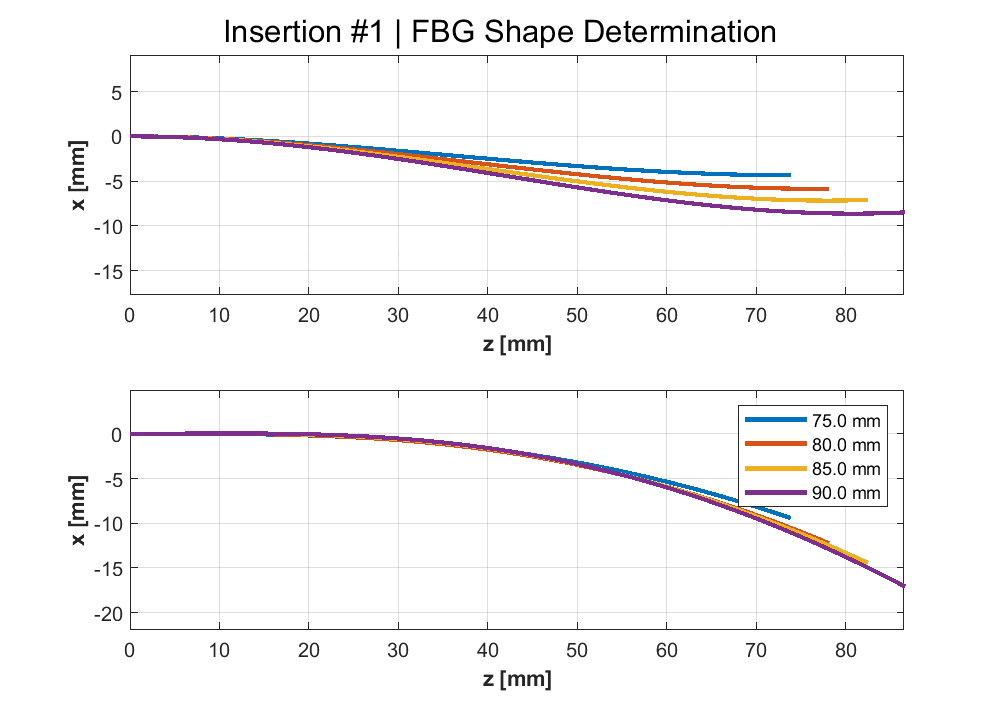 Insertion #1 | FBG Shape Determination
5
0
-5
-10
-15
x [mm]
0 10 20 30 40 50 60 70 80
z [mm]
0
-5
-10
-15
-20
x [mm]
75.0 mm
80.0 mm
85.0 mm
90.0 mm
0 10 20 30 40 50 60 70 80
z [mm]